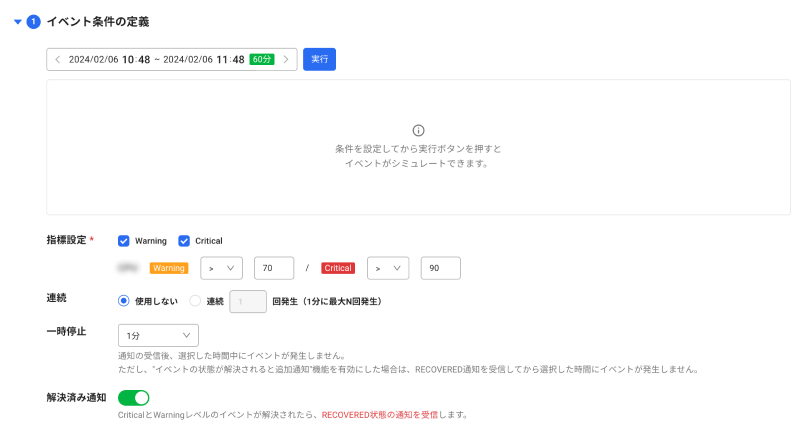 1 イベント条件の定義
2024/02/06 10:48 ~ 2024/02/06 11:48 60分 実行
条件を設定してから実行ボタンを押すと
イベントがシミュレートできます。
指標設定 * Warning Critical
Warning > 70 / Critical > 90
連続 使用しない 連続 1 回発生（1分に最大N回発生）
一時停止 1分
通知の受信後、選択した時間中にイベントが発生しません。
ただし、"イベントの状態が解決されると追加通知"機能を有効にした場合は、RECOVERED通知を受信してから選択した時間にイベントが発生しません。
解決済み通知
CriticalとWarningレベルのイベントが解決されたら、RECOVERED状態の通知を受信します。